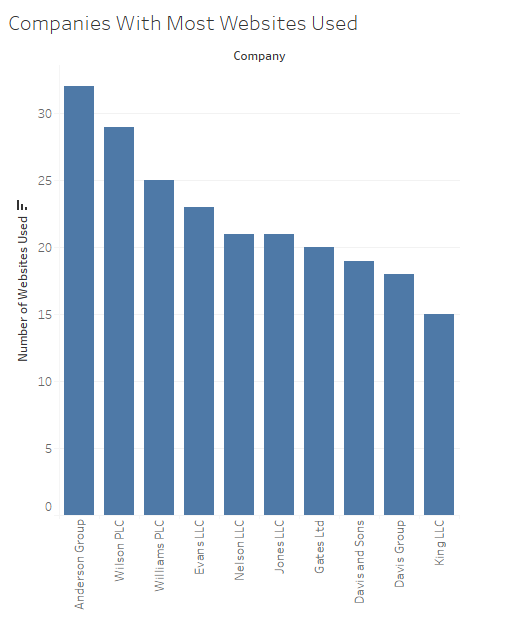 Companies With Most Websites Used
Company
Number of Websites Used
30
25
20
15
10
5
0
Anderson Group
Wilson PLC
Williams PLC
Evans LLC
Nelson LLC
Jones LLC
Gates Ltd
Davis and Sons
Davis Group
King LLC